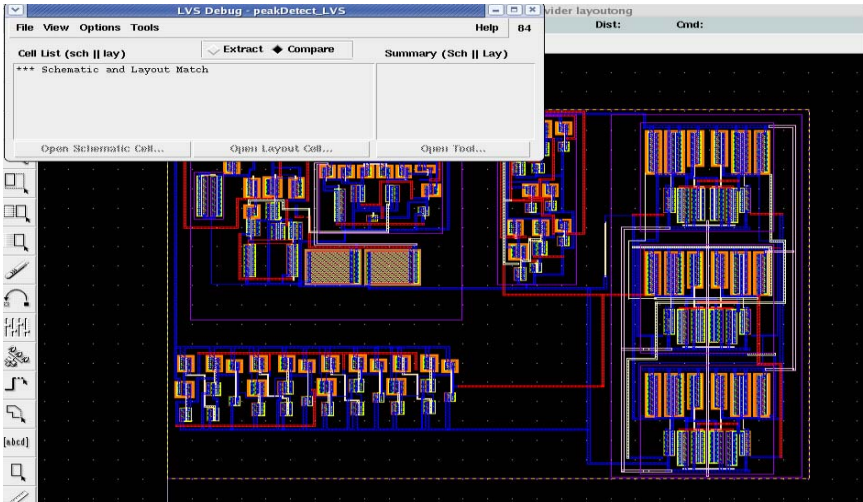 LVS Debug - peakDetect_LVS
vider layoutong
File View Options Tools Help 84
Dist: Cmd:
Cell List (sch || lay)
Extract Compare
Summary (Sch || Lay)
*** Schematic and Layout Match
Open Schematic Cell... Open Layout Cell... Open Tool...
[abcd]